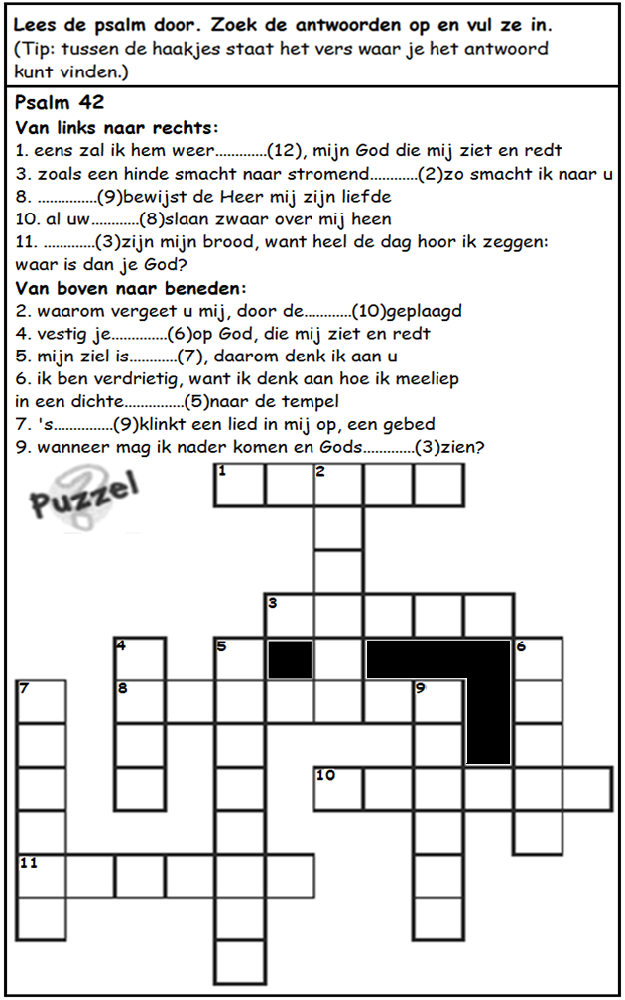 Lees de psalm door. Zoek de antwoorden op en vul ze in.
(Tip: tussen de haakjes staat het vers waar je het antwoord
kunt vinden.)
Psalm 42
Van links naar rechts:
1. eens zal ik hem weer.............(12), mijn God die mij ziet en redt
3. zoals een hinde smacht naar stromend............(2)zo smacht ik naar u
8. ...............(9)bewijst de Heer mij zijn liefde
10. al uw............(8)slaan zwaar over mij heen
11. .............(3)zijn mijn brood, want heel de dag hoor ik zeggen:
waar is dan je God?
Van boven naar beneden:
2. waarom vergeet u mij, door de............(10)geplaagd
4. vestig je..............(6)op God, die mij ziet en redt
5. mijn ziel is............(7), daarom denk ik aan u
6. ik ben verdrietig, want ik denk aan hoe ik meeliep
in een dichte...............(5)naar de tempel
7. 's...............(9)klinkt een lied in mij op, een gebed
9. wanneer mag ik nader komen en Gods.............(3)zien?
Puzzel
1 2
3
4 5 6
7 8 9
10
11